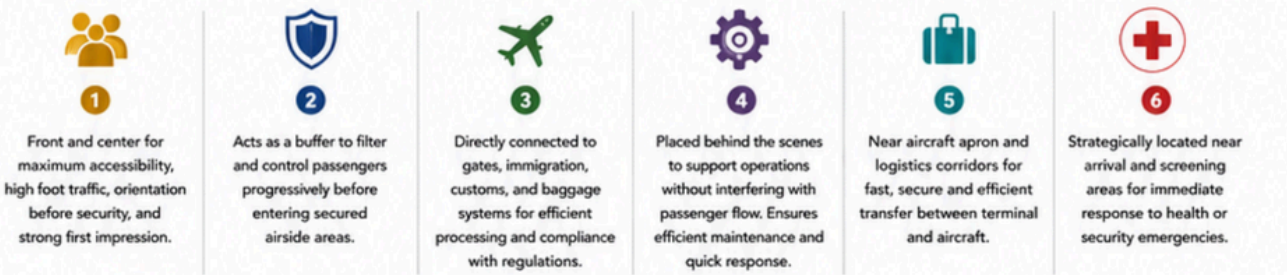 1
Front and center for
maximum accessibility,
high foot traffic, orientation
before security, and
strong first impression.
2
Acts as a buffer to filter
and control passengers
progressively before
entering secured
airside areas.
3
Directly connected to
gates, immigration,
customs, and baggage
systems for efficient
processing and compliance
with regulations.
4
Placed behind the scenes
to support operations
without interfering with
passenger flow. Ensures
efficient maintenance and
quick response.
5
Near aircraft apron and
logistics corridors for
fast, secure and efficient
transfer between terminal
and aircraft.
6
Strategically located near
arrival and screening
areas for immediate
response to health or
security emergencies.